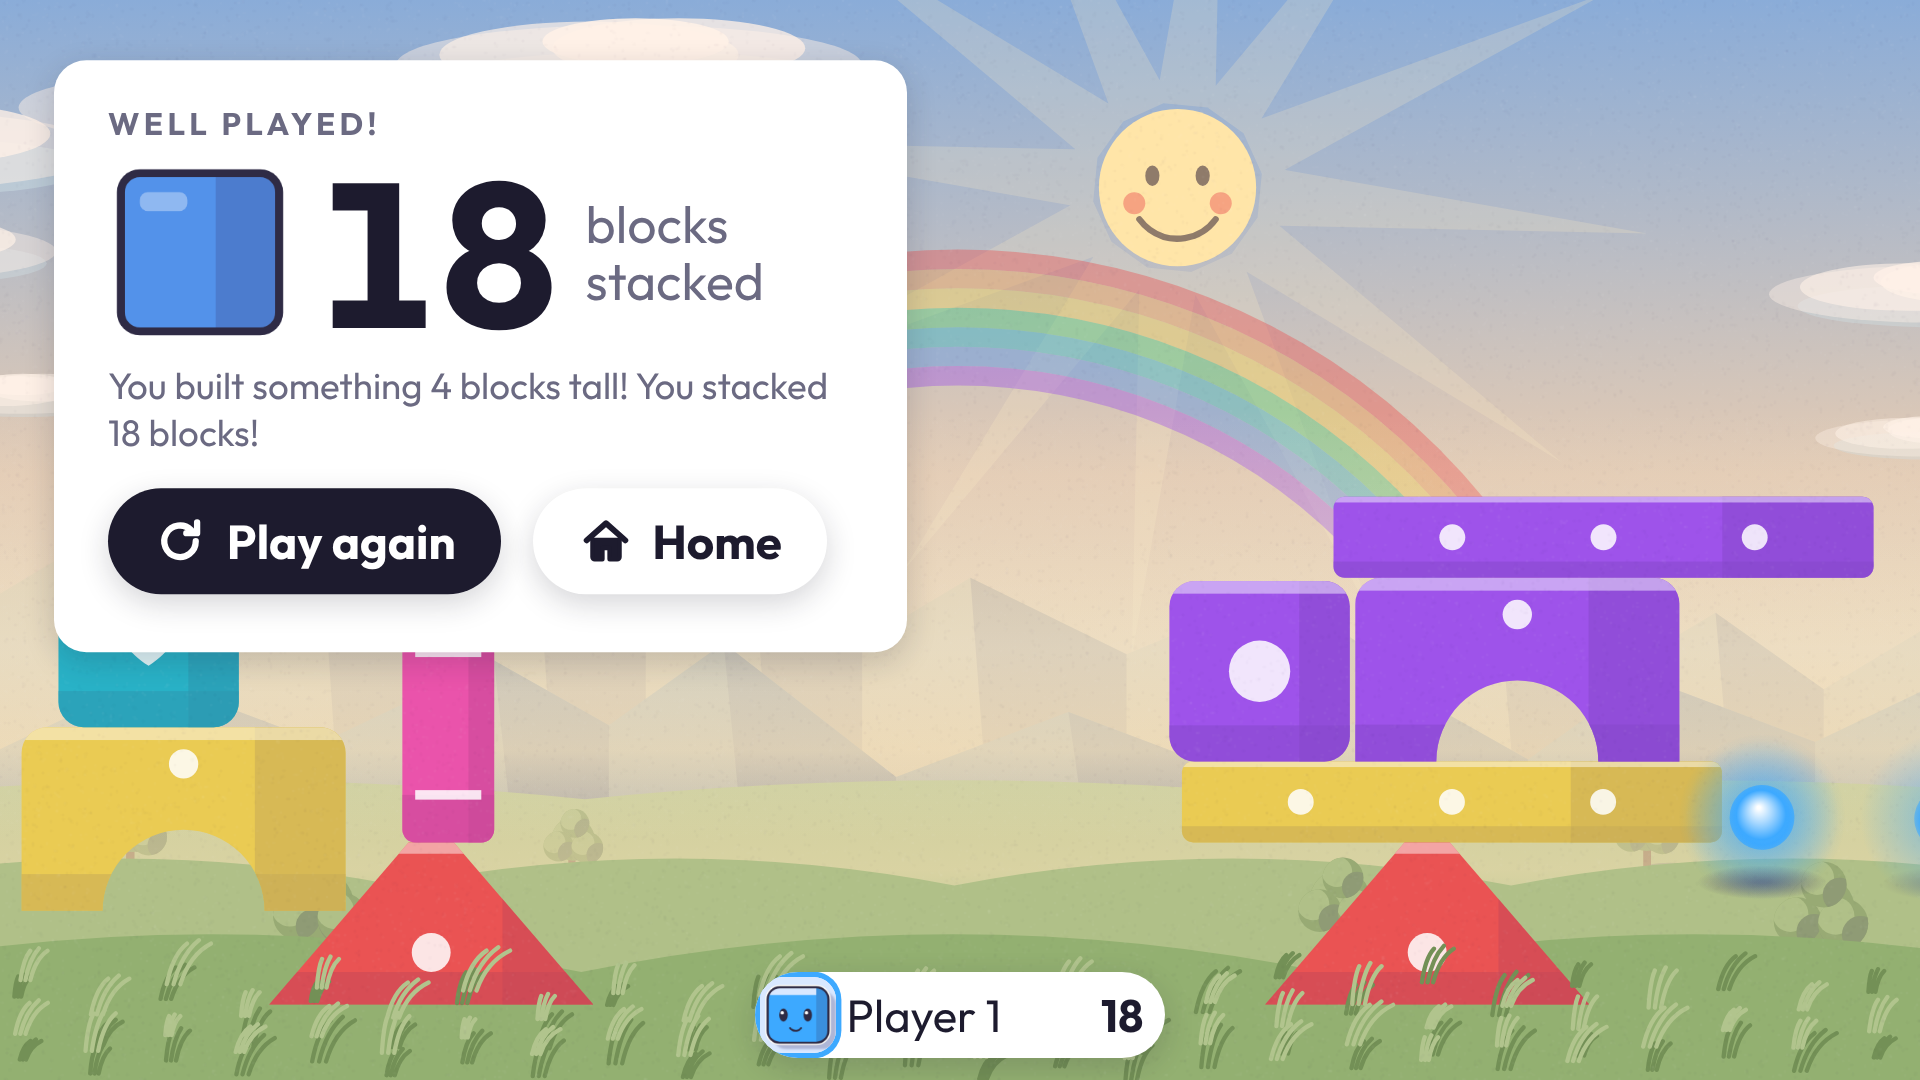 WELL PLAYED!
18
blocks
stacked
You built something 4 blocks tall! You stacked
18 blocks!
Play again
Home
Player 1
18